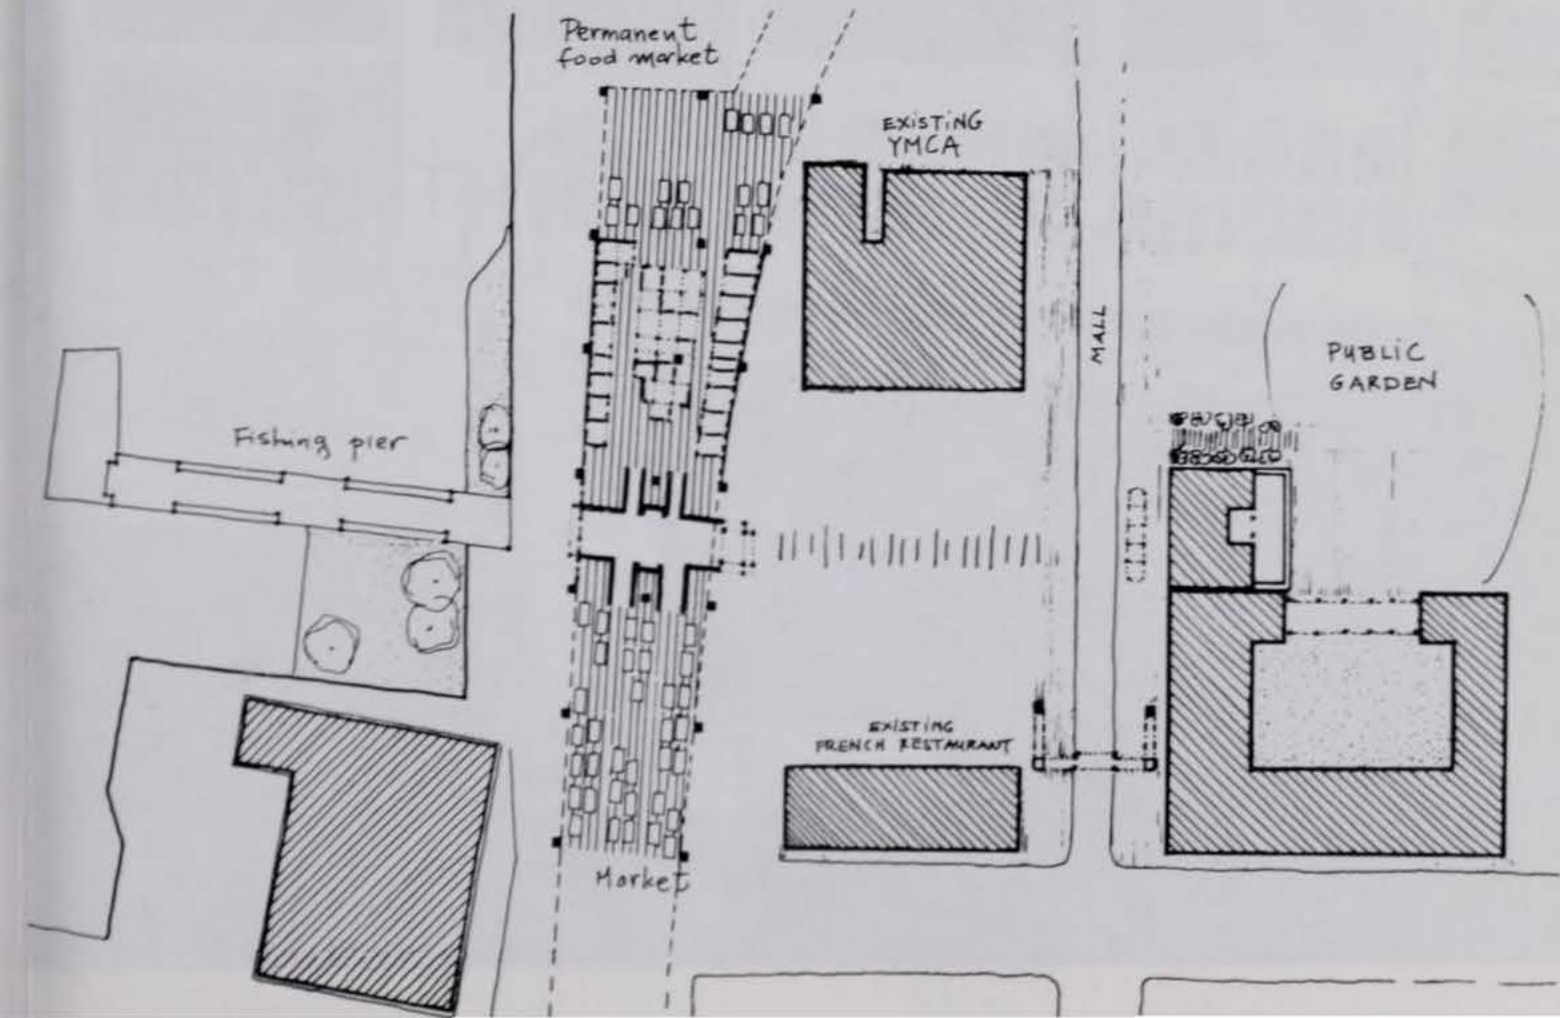 Permanent
food market
EXISTING
YMCA
MALL
PUBLIC
GARDEN
Fishing pier
EXISTING
FRENCH RESTAURANT
Market